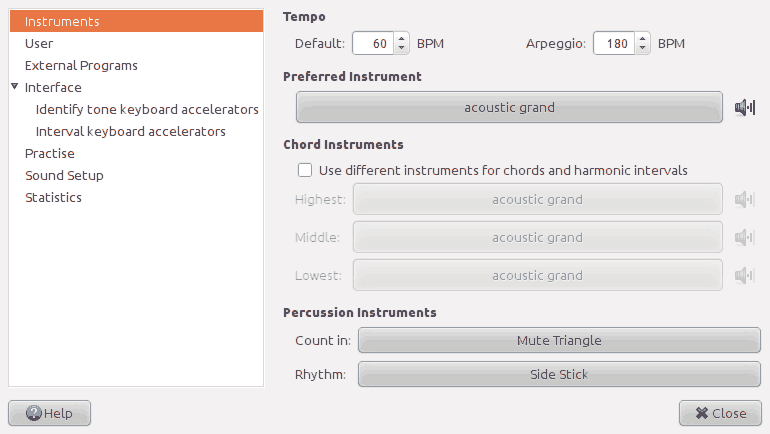 Instruments
User
External Programs
Interface
Identify tone keyboard accelerators
Interval keyboard accelerators
Practise
Sound Setup
Statistics
Tempo
Default: 60 BPM Arpeggio: 180 BPM
Preferred Instrument
acoustic grand
Chord Instruments
Use different instruments for chords and harmonic intervals
Highest: acoustic grand
Middle: acoustic grand
Lowest: acoustic grand
Percussion Instruments
Count in: Mute Triangle
Rhythm: Side Stick
Help
Close